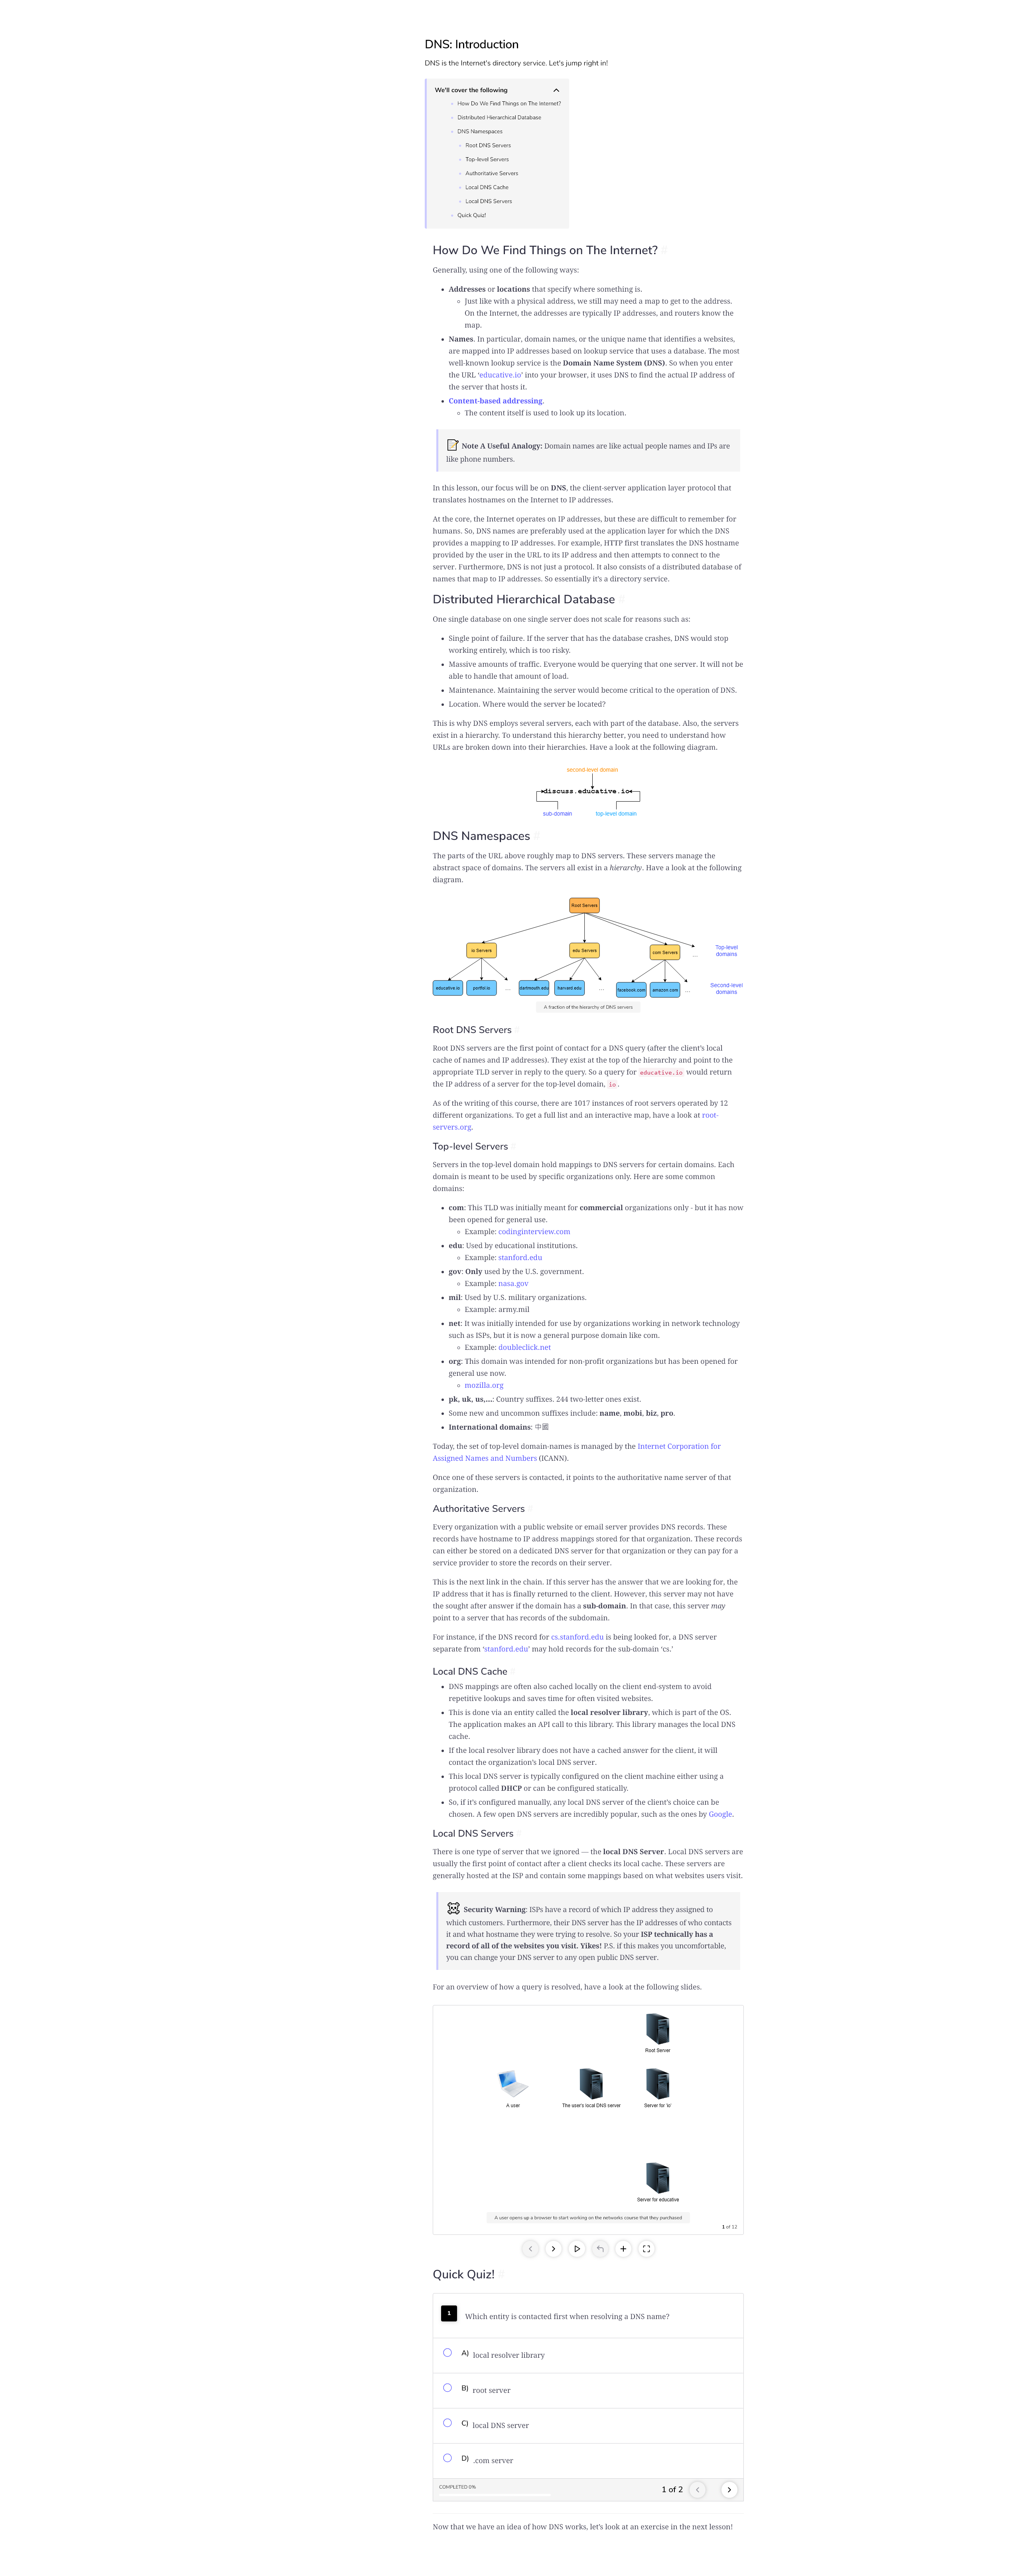 DNS: Introduction
DNS is the Internet's directory service. Let's jump right in!
We'll cover the following
How Do We Find Things on The Internet?
Distributed Hierarchical Database
DNS Namespaces
Root DNS Servers
Top-level Servers
Authoritative Servers
Local DNS Cache
Local DNS Servers
Quick Quiz!
How Do We Find Things on The Internet?
Generally, using one of the following ways:
Addresses or locations that specify where something is.
Just like with a physical address, we still may need a map to get to the address.
On the Internet, the addresses are typically IP addresses, and routers know the
map.
Names. In particular, domain names, or the unique name that identifies a websites,
are mapped into IP addresses based on lookup service that uses a database. The most
well-known lookup service is the Domain Name System (DNS). So when you enter
the URL ‘educative.io’ into your browser, it uses DNS to find the actual IP address of
the server that hosts it.
Content-based addressing.
The content itself is used to look up its location.
Note A Useful Analogy: Domain names are like actual people names and IPs are
like phone numbers.
In this lesson, our focus will be on DNS, the client-server application layer protocol that
translates hostnames on the Internet to IP addresses.
At the core, the Internet operates on IP addresses, but these are difficult to remember for
humans. So, DNS names are preferably used at the application layer for which the DNS
provides a mapping to IP addresses. For example, HTTP first translates the DNS hostname
provided by the user in the URL to its IP address and then attempts to connect to the
server. Furthermore, DNS is not just a protocol. It also consists of a distributed database of
names that map to IP addresses. So essentially it’s a directory service.
Distributed Hierarchical Database
One single database on one single server does not scale for reasons such as:
Single point of failure. If the server that has the database crashes, DNS would stop
working entirely, which is too risky.
Massive amounts of traffic. Everyone would be querying that one server. It will not be
able to handle that amount of load.
Maintenance. Maintaining the server would become critical to the operation of DNS.
Location. Where would the server be located?
This is why DNS employs several servers, each with part of the database. Also, the servers
exist in a hierarchy. To understand this hierarchy better, you need to understand how
URLs are broken down into their hierarchies. Have a look at the following diagram.
second-level domain
discuss.educative.io
sub-domain top-level domain
DNS Namespaces
The parts of the URL above roughly map to DNS servers. These servers manage the
abstract space of domains. The servers all exist in a hierarchy. Have a look at the following
diagram.
Root Servers
io Servers edu Servers com Servers ... Top-level
domains
educative.io portfol.io ... dartmouth.edu harvard.edu ... facebook.com amazon.com ... Second-level
domains
A fraction of the hierarchy of DNS servers
Root DNS Servers
Root DNS servers are the first point of contact for a DNS query (after the client’s local
cache of names and IP addresses). They exist at the top of the hierarchy and point to the
appropriate TLD server in reply to the query. So a query for educative.io would return
the IP address of a server for the top-level domain, io.
As of the writing of this course, there are 1017 instances of root servers operated by 12
different organizations. To get a full list and an interactive map, have a look at root-
servers.org.
Top-level Servers
Servers in the top-level domain hold mappings to DNS servers for certain domains. Each
domain is meant to be used by specific organizations only. Here are some common
domains:
com: This TLD was initially meant for commercial organizations only - but it has now
been opened for general use.
Example: codinginterview.com
edu: Used by educational institutions.
Example: stanford.edu
gov: Only used by the U.S. government.
Example: nasa.gov
mil: Used by U.S. military organizations.
Example: army.mil
net: It was initially intended for use by organizations working in network technology
such as ISPs, but it is now a general purpose domain like com.
Example: doubleclick.net
org: This domain was intended for non-profit organizations but has been opened for
general use now.
mozilla.org
pk, uk, us,...: Country suffixes. 244 two-letter ones exist.
Some new and uncommon suffixes include: name, mobi, biz, pro.
International domains: 中國
Today, the set of top-level domain-names is managed by the Internet Corporation for
Assigned Names and Numbers (ICANN).
Once one of these servers is contacted, it points to the authoritative name server of that
organization.
Authoritative Servers
Every organization with a public website or email server provides DNS records. These
records have hostname to IP address mappings stored for that organization. These records
can either be stored on a dedicated DNS server for that organization or they can pay for a
service provider to store the records on their server.
This is the next link in the chain. If this server has the answer that we are looking for, the
IP address that it has is finally returned to the client. However, this server may not have
the sought after answer if the domain has a sub-domain. In that case, this server may
point to a server that has records of the subdomain.
For instance, if the DNS record for cs.stanford.edu is being looked for, a DNS server
separate from ‘stanford.edu’ may hold records for the sub-domain ‘cs.’
Local DNS Cache
DNS mappings are often also cached locally on the client end-system to avoid
repetitive lookups and saves time for often visited websites.
This is done via an entity called the local resolver library, which is part of the OS.
The application makes an API call to this library. This library manages the local DNS
cache.
If the local resolver library does not have a cached answer for the client, it will
contact the organization’s local DNS server.
This local DNS server is typically configured on the client machine either using a
protocol called DHCP or can be configured statically.
So, if it’s configured manually, any local DNS server of the client’s choice can be
chosen. A few open DNS servers are incredibly popular, such as the ones by Google.
Local DNS Servers
There is one type of server that we ignored — the local DNS Server. Local DNS servers are
usually the first point of contact after a client checks its local cache. These servers are
generally hosted at the ISP and contain some mappings based on what websites users visit.
Security Warning: ISPs have a record of which IP address they assigned to
which customers. Furthermore, their DNS server has the IP addresses of who contacts
it and what hostname they were trying to resolve. So your ISP technically has a
record of all of the websites you visit. Yikes! P.S. if this makes you uncomfortable,
you can change your DNS server to any open public DNS server.
For an overview of how a query is resolved, have a look at the following slides.
Root Server
A user The user's local DNS server Server for 'io'
Server for educative
A user opens up a browser to start working on the networks course that they purchased
1 of 12
Quick Quiz!
1 Which entity is contacted first when resolving a DNS name?
A) local resolver library
B) root server
C) local DNS server
D) .com server
COMPLETED 0% 1 of 2
Now that we have an idea of how DNS works, let’s look at an exercise in the next lesson!